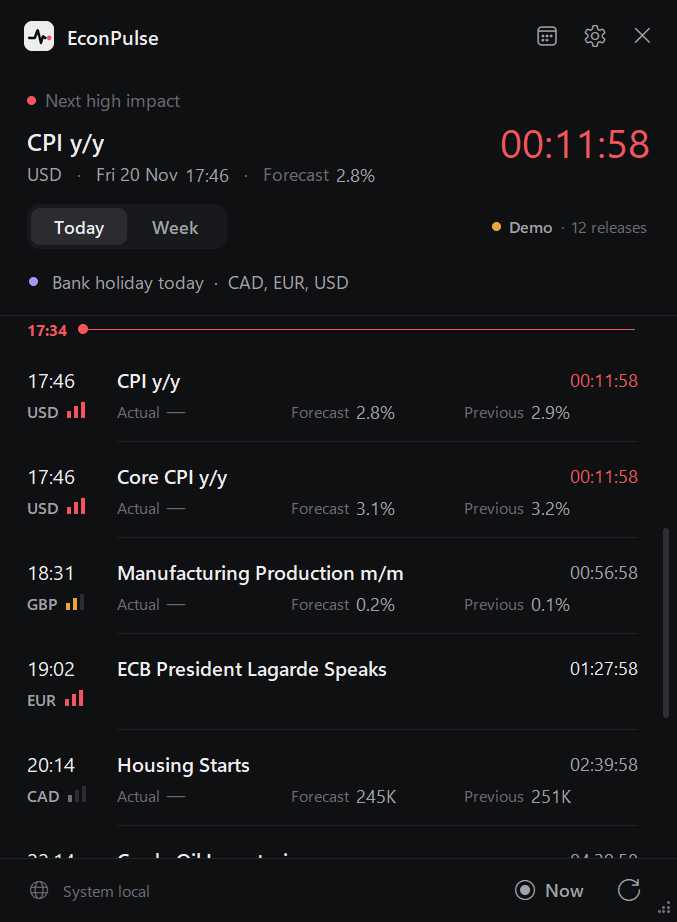 EconPulse
Next high impact
CPI y/y
00:11:58
USD · Fri 20 Nov 17:46 · Forecast 2.8%
Today Week
Demo · 12 releases
Bank holiday today · CAD, EUR, USD
17:34
17:46 CPI y/y 00:11:58
USD Actual — Forecast 2.8% Previous 2.9%
17:46 Core CPI y/y 00:11:58
USD Actual — Forecast 3.1% Previous 3.2%
18:31 Manufacturing Production m/m 00:56:58
GBP Actual — Forecast 0.2% Previous 0.1%
19:02 ECB President Lagarde Speaks 01:27:58
EUR
20:14 Housing Starts 02:39:58
CAD Actual — Forecast 245K Previous 251K
System local Now